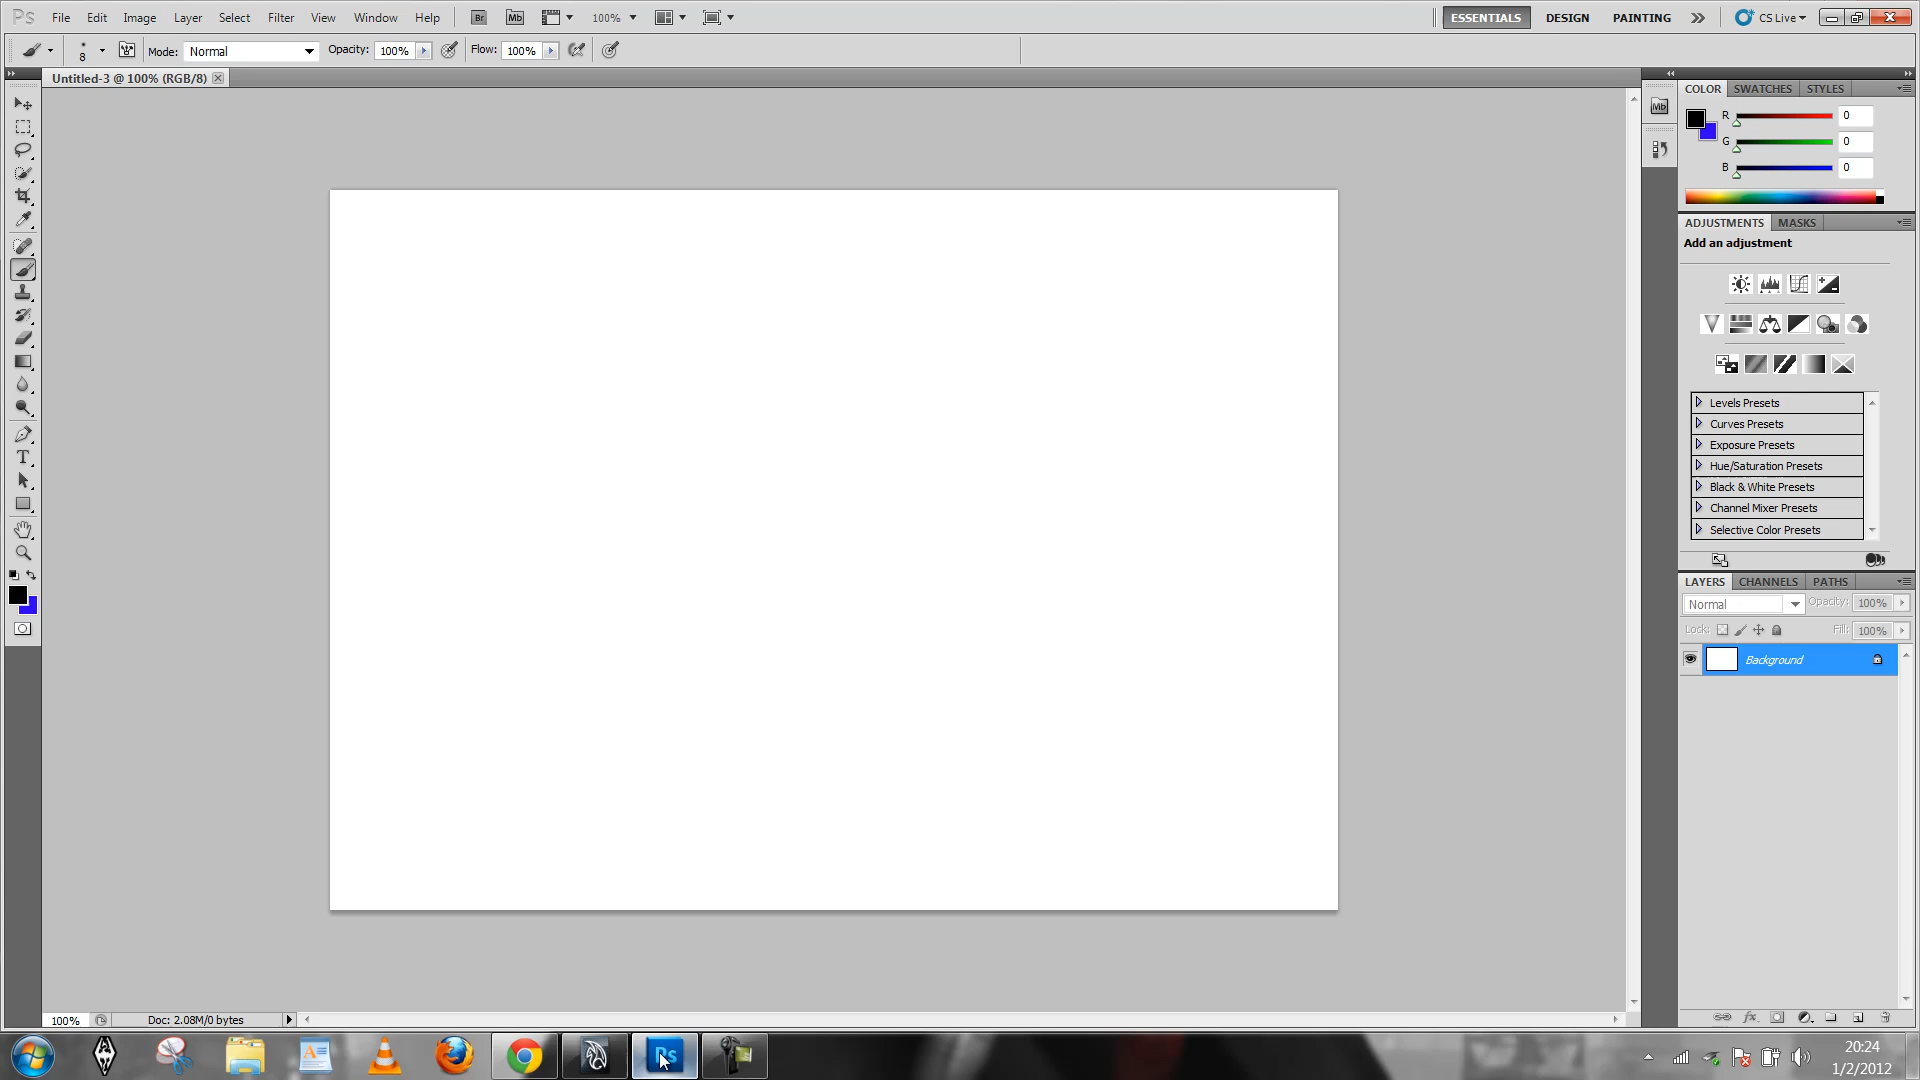 Ps File Edit Image Layer Select Filter View Window Help Br Mb 100% ESSENTIALS DESIGN PAINTING CS Live
8 Mode: Normal Opacity: 100% Flow: 100%
Untitled-3 @ 100% (RGB/8)
COLOR SWATCHES STYLES
Mb
R 0
G 0
B 0
ADJUSTMENTS MASKS
Add an adjustment
Levels Presets
Curves Presets
Exposure Presets
Hue/Saturation Presets
Black & White Presets
Channel Mixer Presets
Selective Color Presets
T
LAYERS CHANNELS PATHS
Normal Opacity: 100%
Lock: Fill: 100%
Background
fx
100% Doc: 2.08M/0 bytes
Ps
20:24
1/2/2012